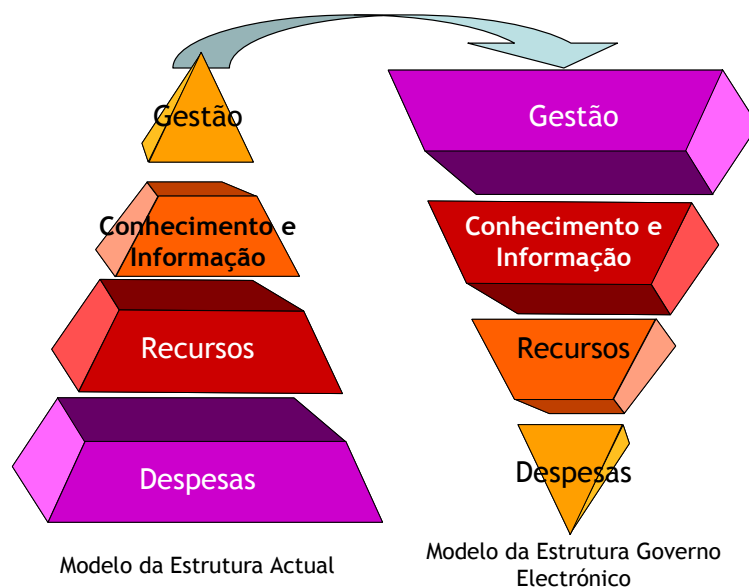 Gestão
Conhecimento e
Informação
Recursos
Despesas
Modelo da Estrutura Actual
Gestão
Conhecimento e
Informação
Recursos
Despesas
Modelo da Estrutura Governo
Electrónico